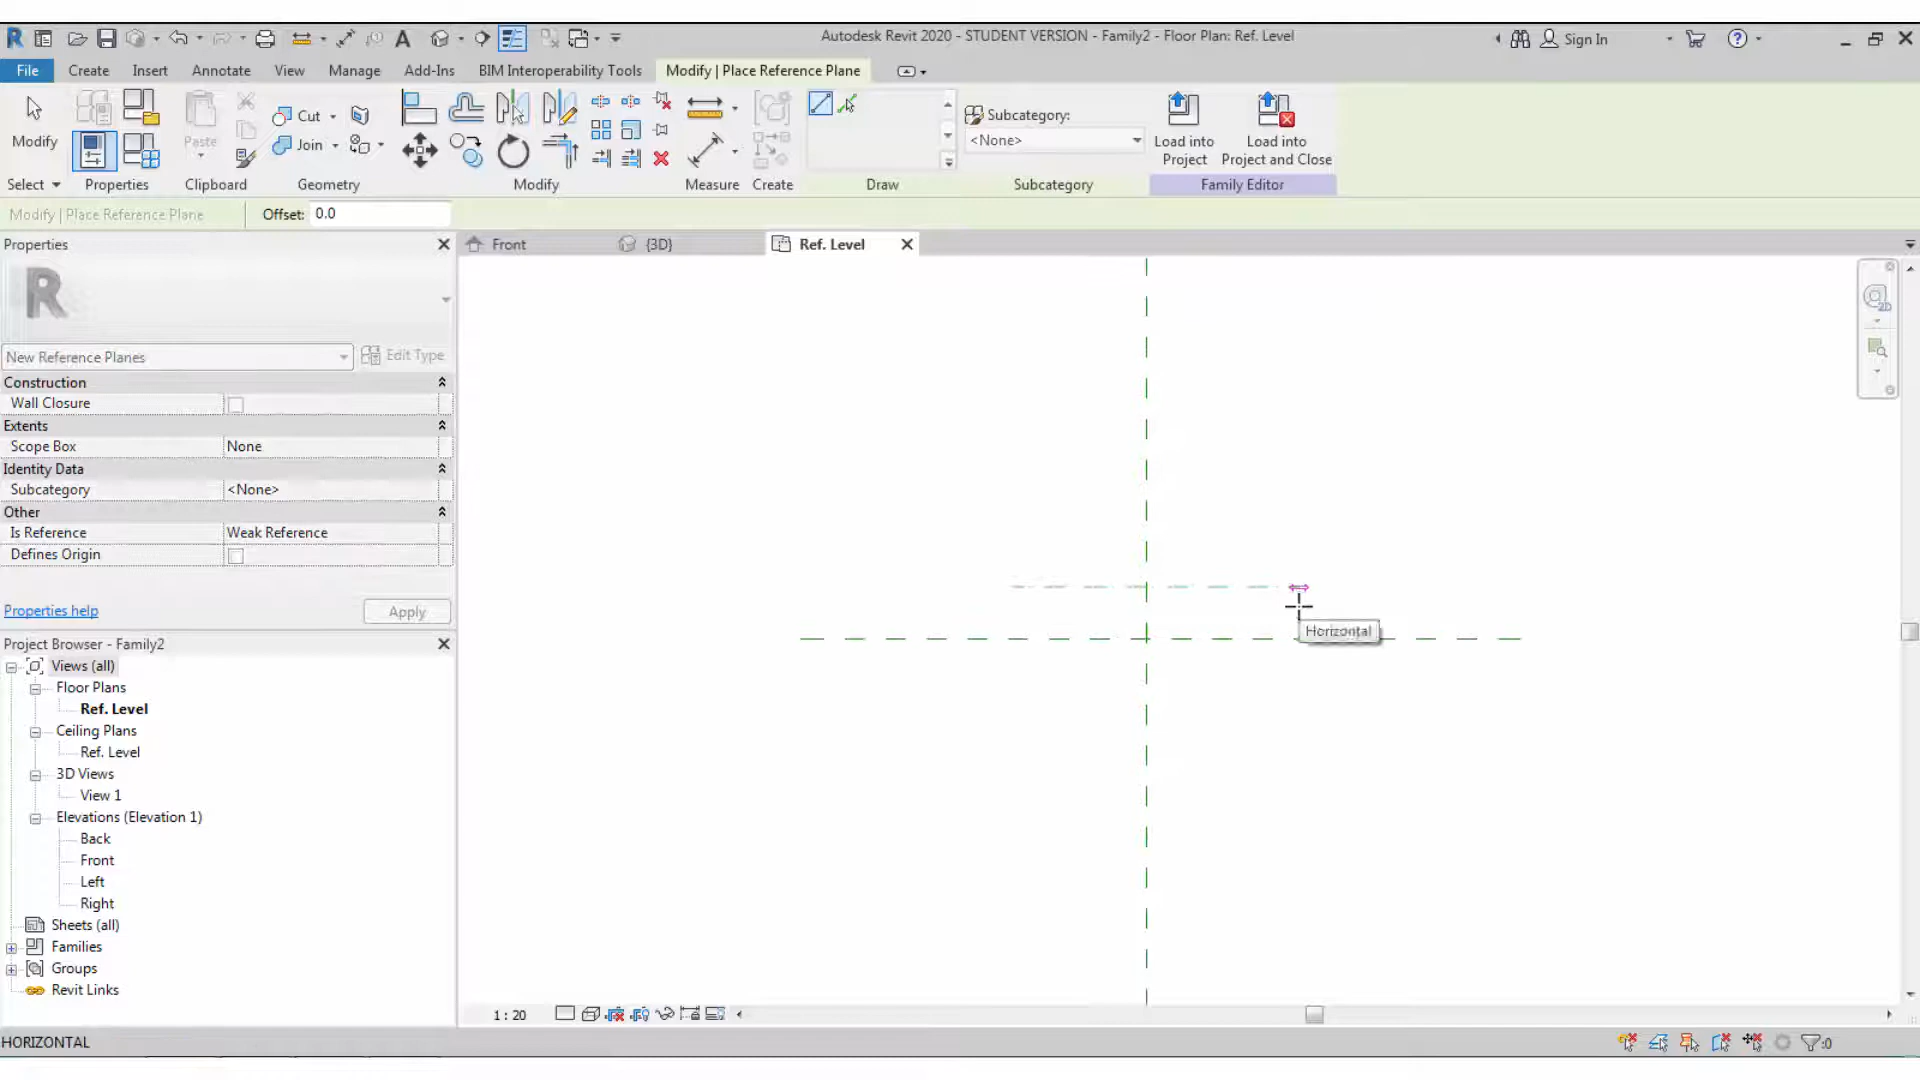 Autodesk Revit 2020 - STUDENT VERSION - Family2 - Floor Plan: Ref. Level
Sign In
File Create Insert Annotate View Manage Add-Ins BIM Interoperability Tools Modify | Place Reference Plane
Modify
Paste
Cut
Join
Subcategory:
<None>
Load into Project
Load into Project and Close
Select Properties Clipboard Geometry Modify Measure Create Draw Subcategory Family Editor
Modify | Place Reference Plane Offset: 0.0
Properties
Front {3D} Ref. Level
R
New Reference Planes Edit Type
Construction
Wall Closure
Extents
Scope Box None
Identity Data
Subcategory <None>
Other
Is Reference Weak Reference
Defines Origin
Properties help Apply
Horizontal
Project Browser - Family2
Views (all)
Floor Plans
Ref. Level
Ceiling Plans
Ref. Level
3D Views
View 1
Elevations (Elevation 1)
Back
Front
Left
Right
Sheets (all)
Families
Groups
Revit Links
1 : 20
HORIZONTAL
:0